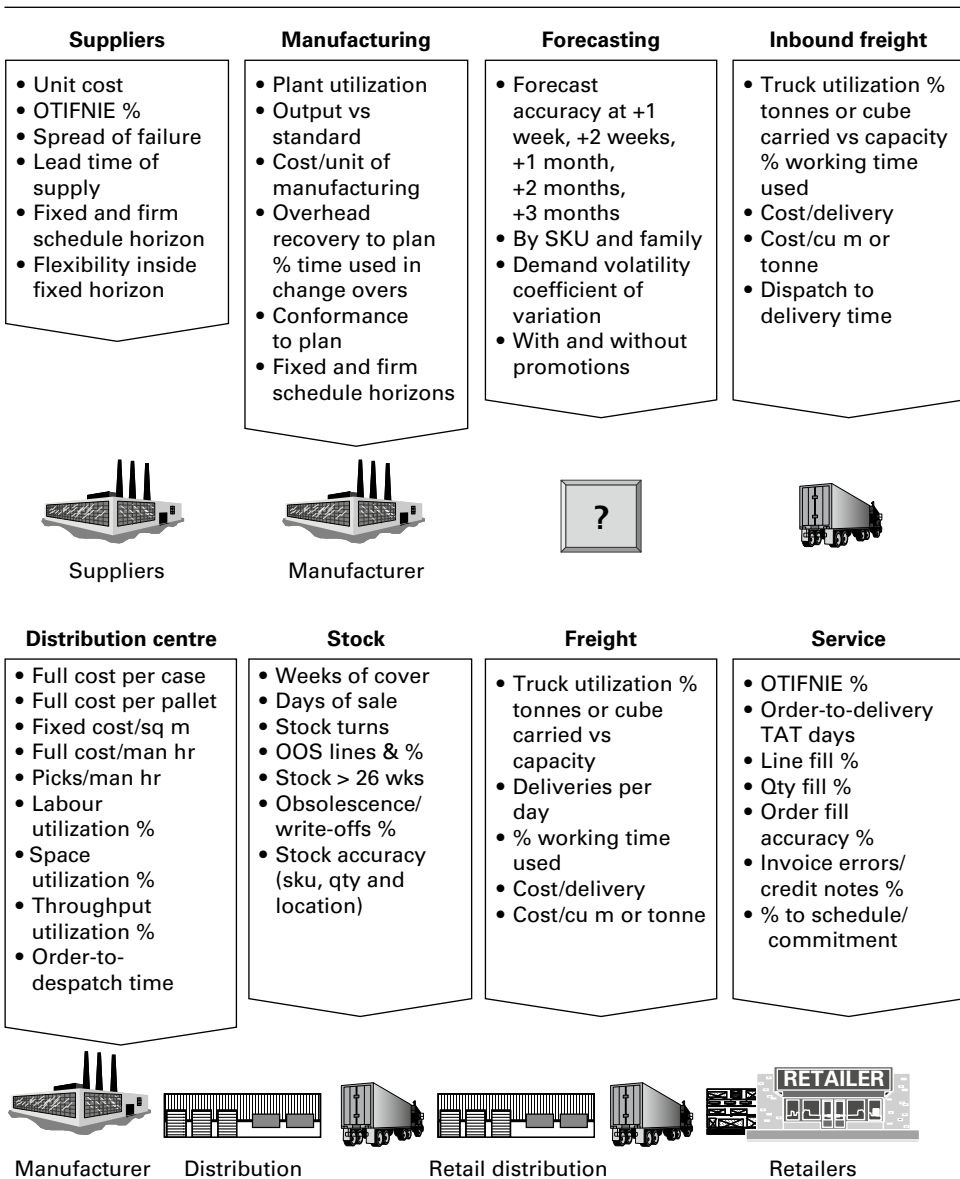 Suppliers
• Unit cost
• OTIFNIE %
• Spread of failure
• Lead time of
supply
• Fixed and firm
schedule horizon
• Flexibility inside
fixed horizon
Manufacturing
• Plant utilization
• Output vs
standard
• Cost/unit of
manufacturing
• Overhead
recovery to plan
% time used in
change overs
• Conformance
to plan
• Fixed and firm
schedule horizons
Forecasting
• Forecast
accuracy at +1
week, +2 weeks,
+1 month,
+2 months,
+3 months
• By SKU and family
• Demand volatility
coefficient of
variation
• With and without
promotions
Inbound freight
• Truck utilization %
tonnes or cube
carried vs capacity
% working time
used
• Cost/delivery
• Cost/cu m or
tonne
• Dispatch to
delivery time
Suppliers
Manufacturer
?
Distribution centre
• Full cost per case
• Full cost per pallet
• Fixed cost/sq m
• Full cost/man hr
• Picks/man hr
• Labour
utilization %
• Space
utilization %
• Throughput
utilization %
• Order-to-
despatch time
Stock
• Weeks of cover
• Days of sale
• Stock turns
• OOS lines & %
• Stock > 26 wks
• Obsolescence/
write-offs %
• Stock accuracy
(sku, qty and
location)
Freight
• Truck utilization %
tonnes or cube
carried vs
capacity
• Deliveries per
day
• % working time
used
• Cost/delivery
• Cost/cu m or tonne
Service
• OTIFNIE %
• Order-to-delivery
TAT days
• Line fill %
• Qty fill %
• Order fill
accuracy %
• Invoice errors/
credit notes %
• % to schedule/
commitment
RETAILER
Manufacturer
Distribution
Retail distribution
Retailers